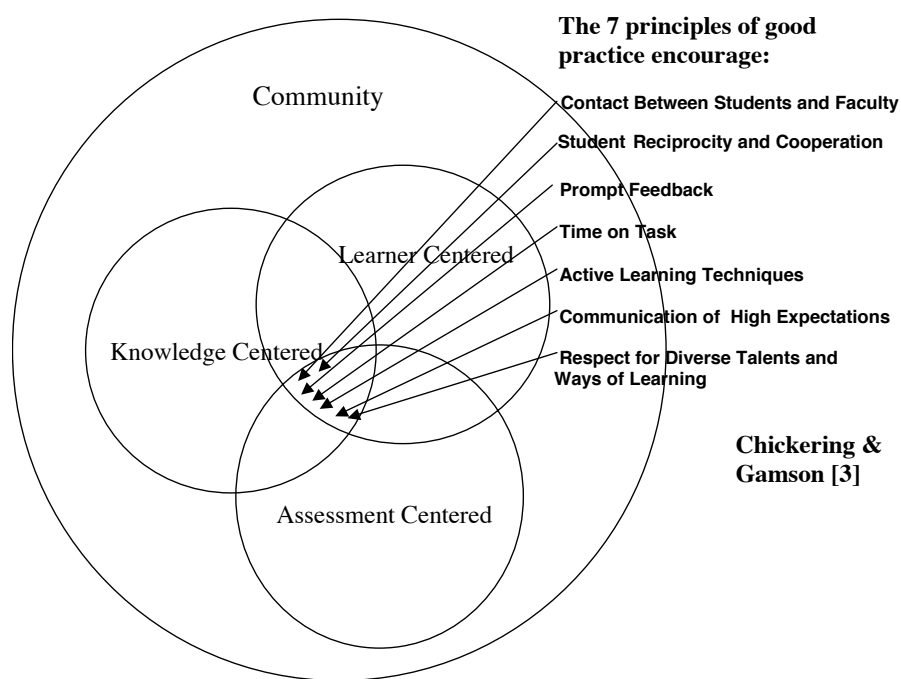 The 7 principles of good
practice encourage:
Community
Contact Between Students and Faculty
Student Reciprocity and Cooperation
Prompt Feedback
Time on Task
Learner Centered
Active Learning Techniques
Communication of High Expectations
Knowledge Centered
Respect for Diverse Talents and
Ways of Learning
Chickering &
Gamson [3]
Assessment Centered